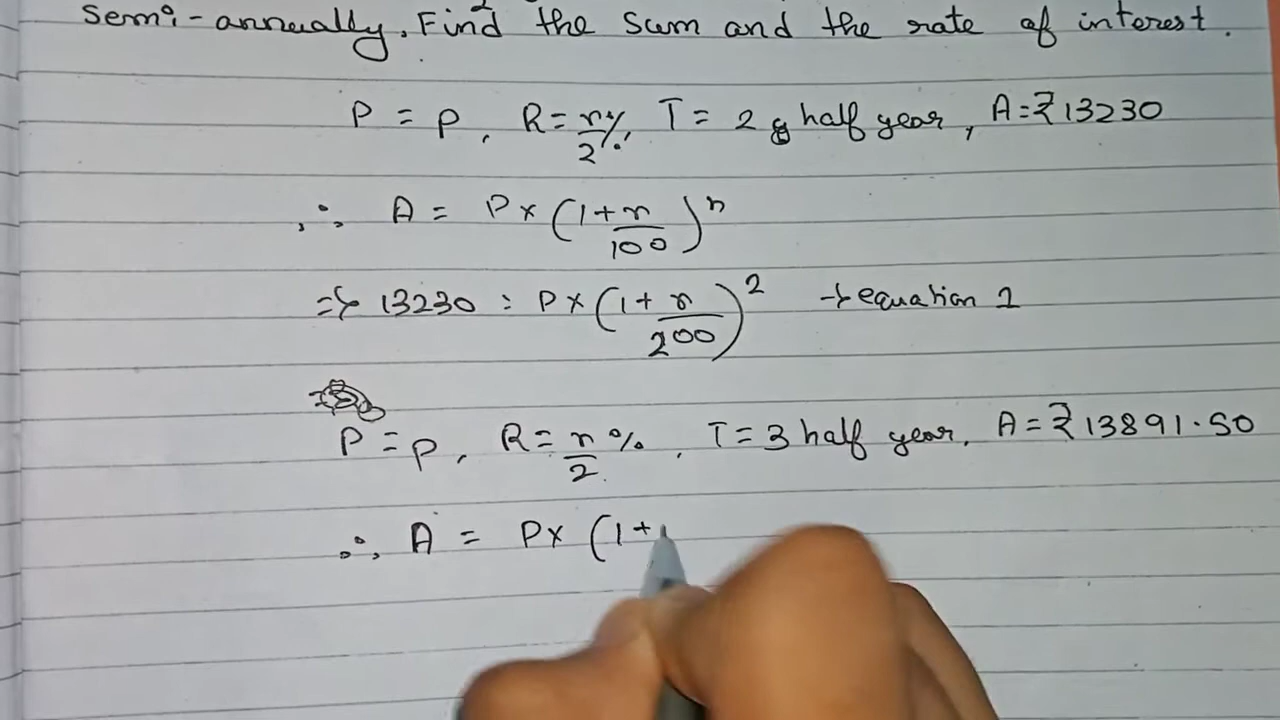 semi-annually. Find the sum and the rate of interest.
P = P, R = r/2 %, T = 2 half year, A = ₹13230
∴ A = P × (1 + r/100)^n
=> 13230 = P × (1 + r/200)^2 → equation 1
P = P, R = r/2 %, T = 3 half year, A = ₹13891.50
∴ A = P × (1 +